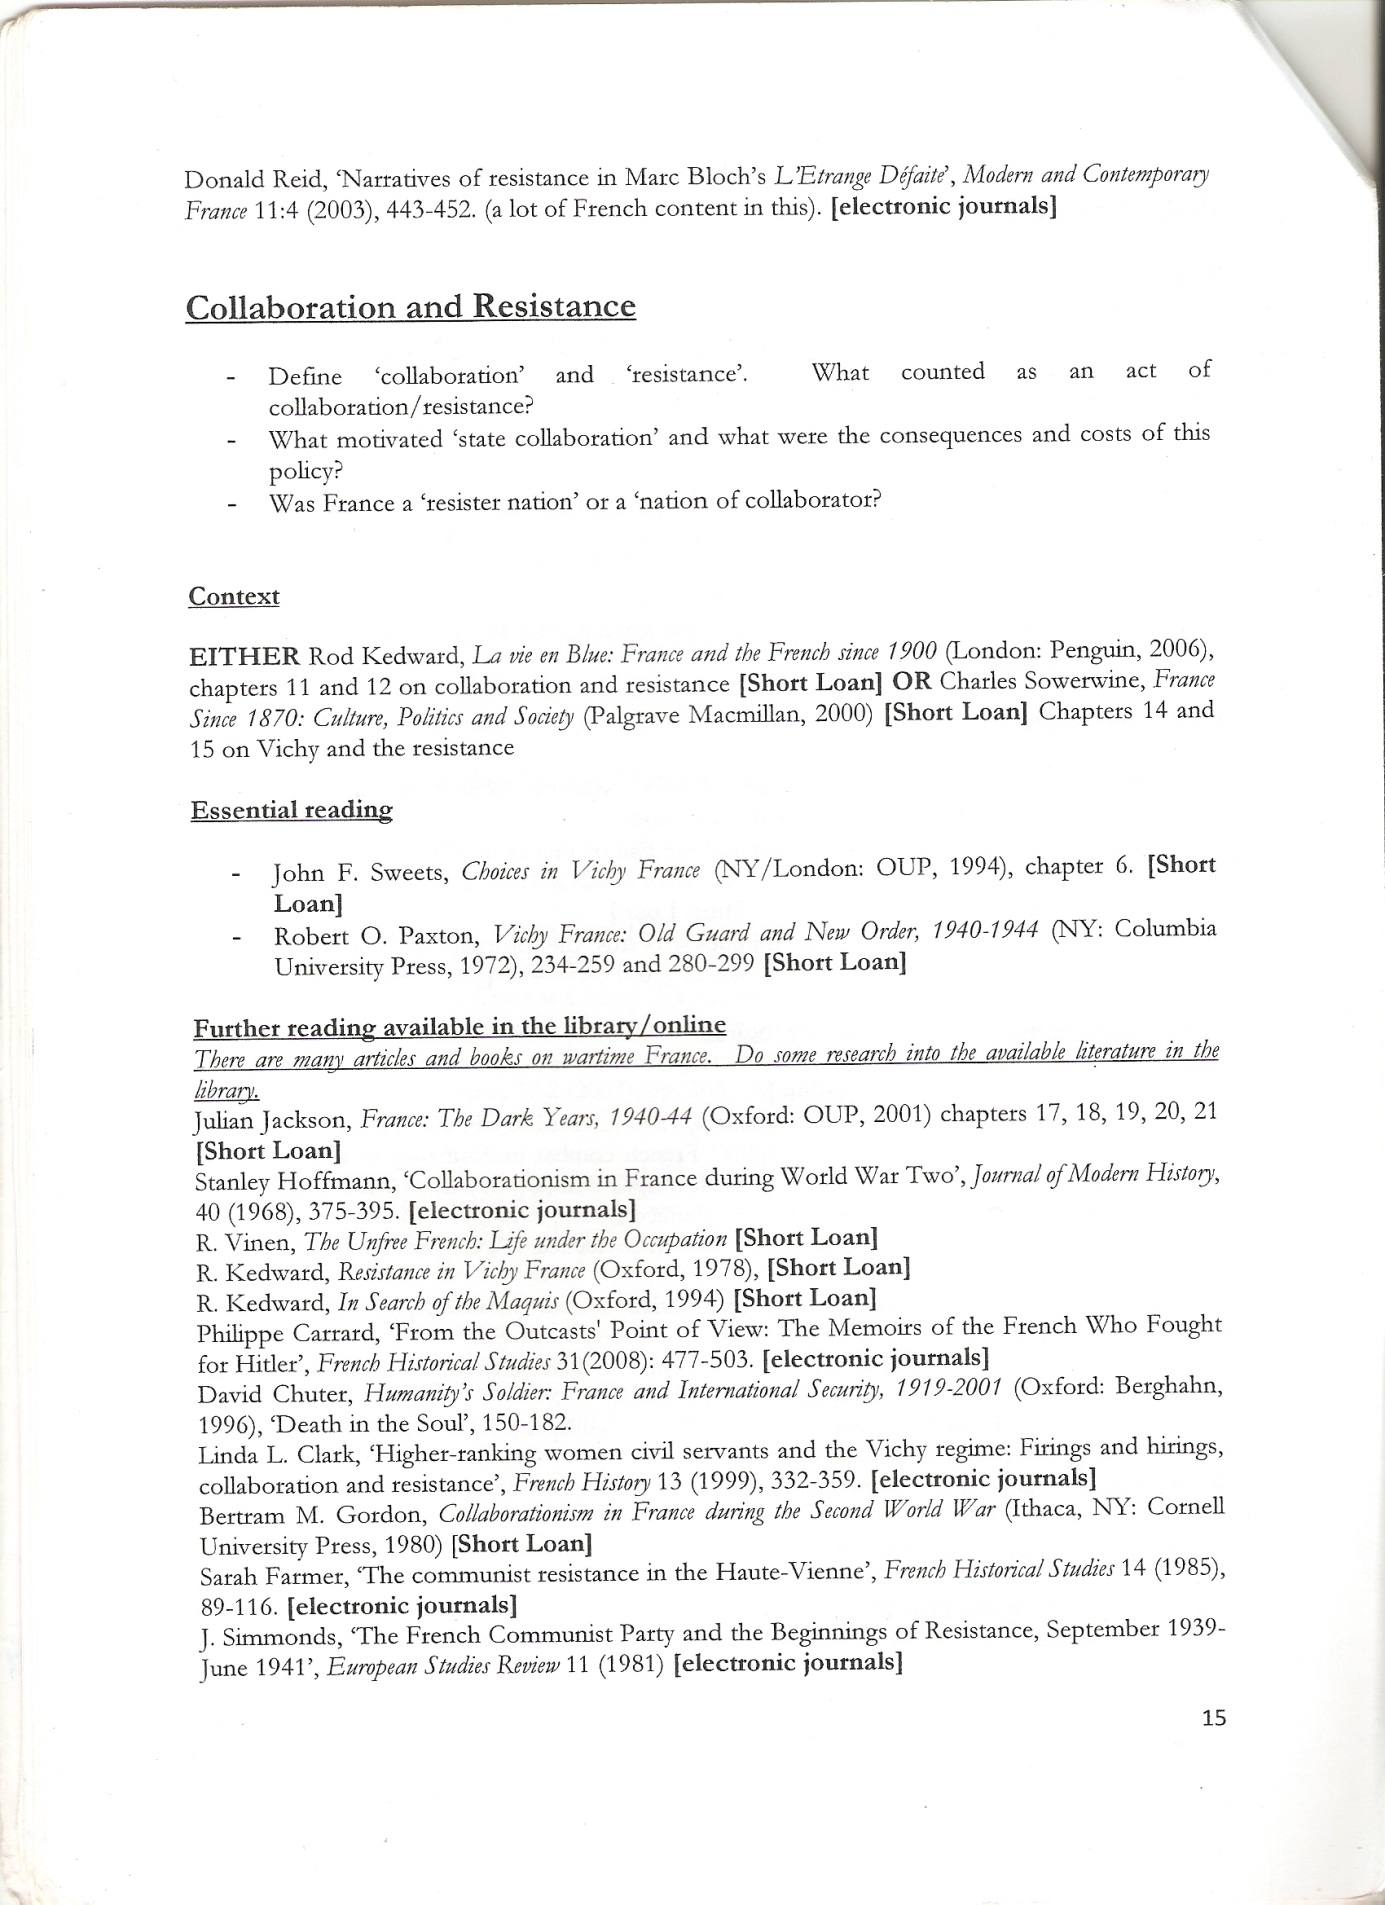 Donald Reid, ‘Narratives of resistance in Marc Bloch’s L’Etrange Défaite’, Modern and Contemporary
France 11:4 (2003), 443-452. (a lot of French content in this). [electronic journals]
Collaboration and Resistance
- Define ‘collaboration’ and ‘resistance’. What counted as an act of
collaboration/resistance?
- What motivated ‘state collaboration’ and what were the consequences and costs of this
policy?
- Was France a ‘resister nation’ or a ‘nation of collaborator?
Context
EITHER Rod Kedward, La vie en Blue: France and the French since 1900 (London: Penguin, 2006),
chapters 11 and 12 on collaboration and resistance [Short Loan] OR Charles Sowerwine, France
Since 1870: Culture, Politics and Society (Palgrave Macmillan, 2000) [Short Loan] Chapters 14 and
15 on Vichy and the resistance
Essential reading
- John F. Sweets, Choices in Vichy France (NY/London: OUP, 1994), chapter 6. [Short
Loan]
- Robert O. Paxton, Vichy France: Old Guard and New Order, 1940-1944 (NY: Columbia
University Press, 1972), 234-259 and 280-299 [Short Loan]
Further reading available in the library/online
There are many articles and books on wartime France. Do some research into the available literature in the
library.
Julian Jackson, France: The Dark Years, 1940-44 (Oxford: OUP, 2001) chapters 17, 18, 19, 20, 21
[Short Loan]
Stanley Hoffmann, ‘Collaborationism in France during World War Two’, Journal of Modern History,
40 (1968), 375-395. [electronic journals]
R. Vinen, The Unfree French: Life under the Occupation [Short Loan]
R. Kedward, Resistance in Vichy France (Oxford, 1978), [Short Loan]
R. Kedward, In Search of the Maquis (Oxford, 1994) [Short Loan]
Philippe Carrard, ‘From the Outcasts' Point of View: The Memoirs of the French Who Fought
for Hitler’, French Historical Studies 31(2008): 477-503. [electronic journals]
David Chuter, Humanity’s Soldier: France and International Security, 1919-2001 (Oxford: Berghahn,
1996), ‘Death in the Soul’, 150-182.
Linda L. Clark, ‘Higher-ranking women civil servants and the Vichy regime: Firings and hirings,
collaboration and resistance’, French History 13 (1999), 332-359. [electronic journals]
Bertram M. Gordon, Collaborationism in France during the Second World War (Ithaca, NY: Cornell
University Press, 1980) [Short Loan]
Sarah Farmer, ‘The communist resistance in the Haute-Vienne’, French Historical Studies 14 (1985),
89-116. [electronic journals]
J. Simmonds, ‘The French Communist Party and the Beginnings of Resistance, September 1939-
June 1941’, European Studies Review 11 (1981) [electronic journals]
15